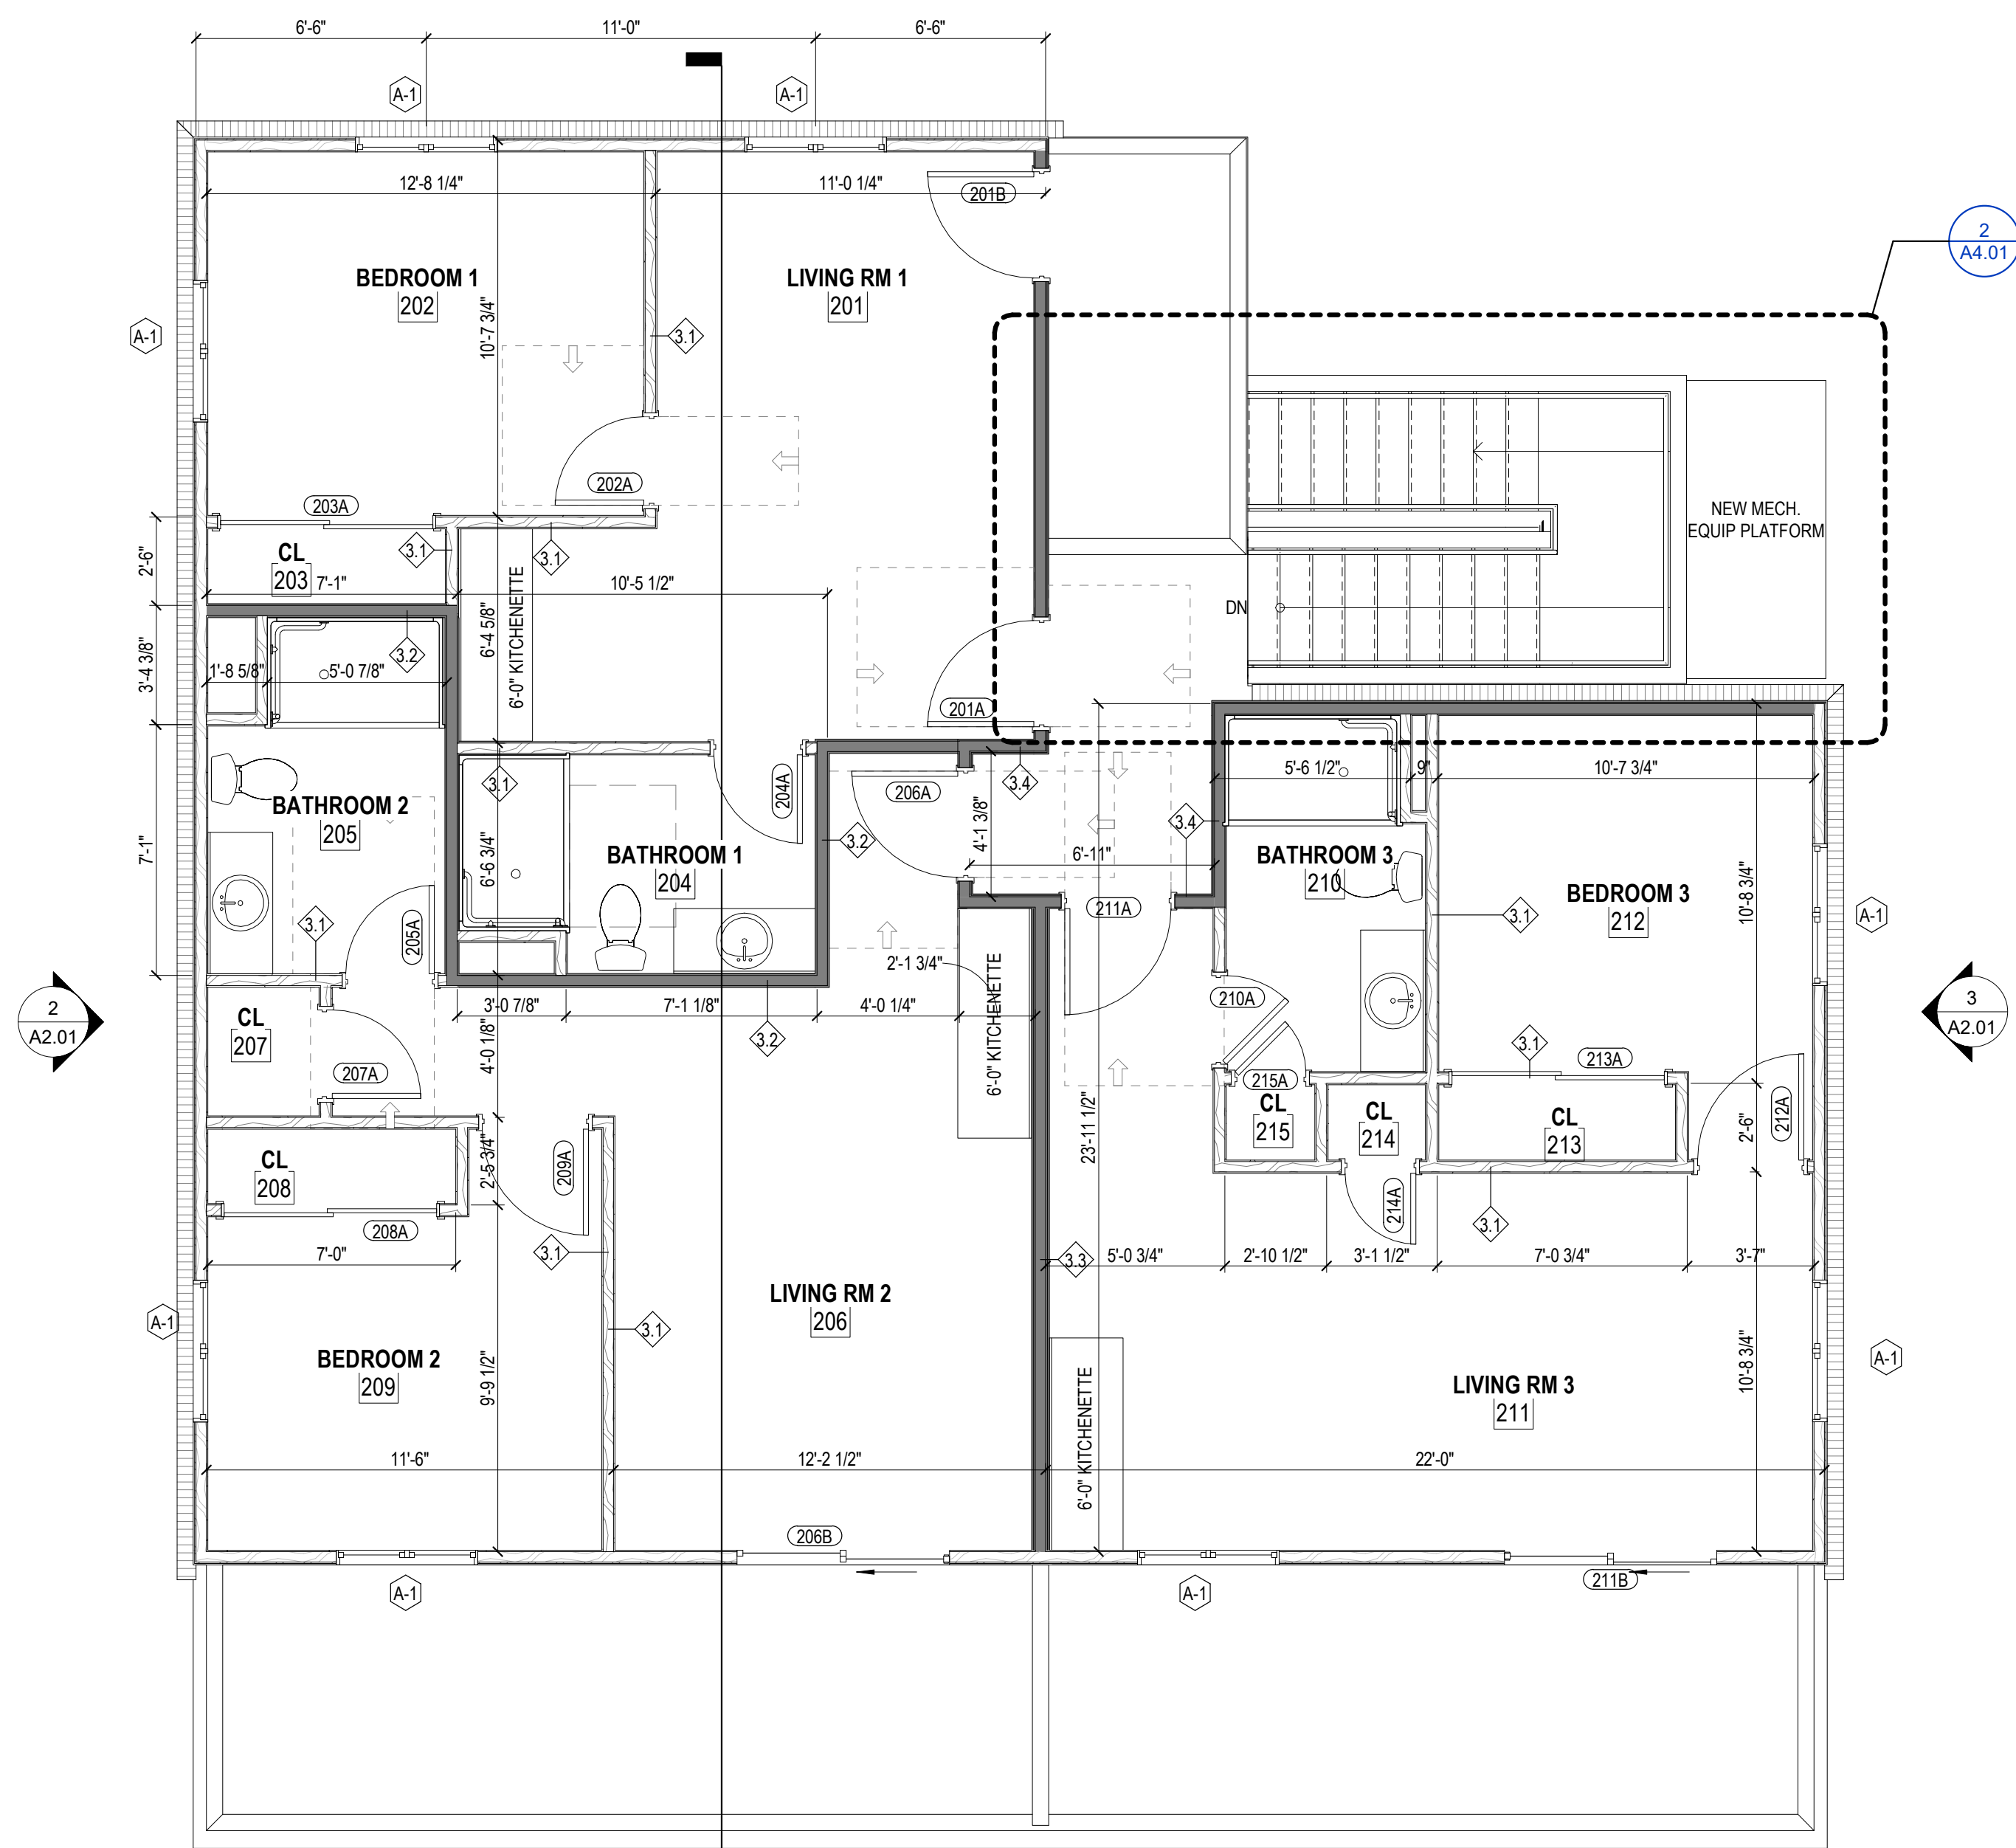 6'-6"
11'-0"
6'-6"
A-1
A-1
12'-8 1/4"
11'-0 1/4"
201B
2
A4.01
BEDROOM 1
202
LIVING RM 1
201
10'-7 3/4"
A-1
3.1
202A
203A
NEW MECH.
EQUIP PLATFORM
CL
203
7'-1"
2'-6"
3.1
3.1
10'-5 1/2"
6'-0" KITCHENETTE
6'-4 5/8"
DN
3'-4 3/8"
1'-8 5/8"
5'-0 7/8"
3.2
201A
3.1
206A
3.4
5'-6 1/2"
9"
10'-7 3/4"
204A
BATHROOM 2
205
7'-1"
4'-1 3/8"
3.4
3.2
6'-11"
BATHROOM 1
204
6'-6 3/4"
BATHROOM 3
210
BEDROOM 3
212
10'-8 3/4"
211A
3.1
A-1
3.1
205A
2'-1 3/4"
6'-0" KITCHENETTE
210A
2
A2.01
3
A2.01
3'-0 7/8"
7'-1 1/8"
4'-0 1/4"
CL
207
4'-0 1/8"
3.2
3.1
213A
207A
215A
CL
215
CL
214
CL
213
212A
2'-6"
23'-11 1/2"
CL
208
2'-5 3/4"
209A
208A
214A
3.1
7'-0"
3.1
3.3
5'-0 3/4"
2'-10 1/2"
3'-1 1/2"
7'-0 3/4"
3'-7"
LIVING RM 2
206
A-1
3.1
BEDROOM 2
209
9'-9 1/2"
6'-0" KITCHENETTE
LIVING RM 3
211
10'-8 3/4"
A-1
11'-6"
12'-2 1/2"
22'-0"
206B
A-1
A-1
211B